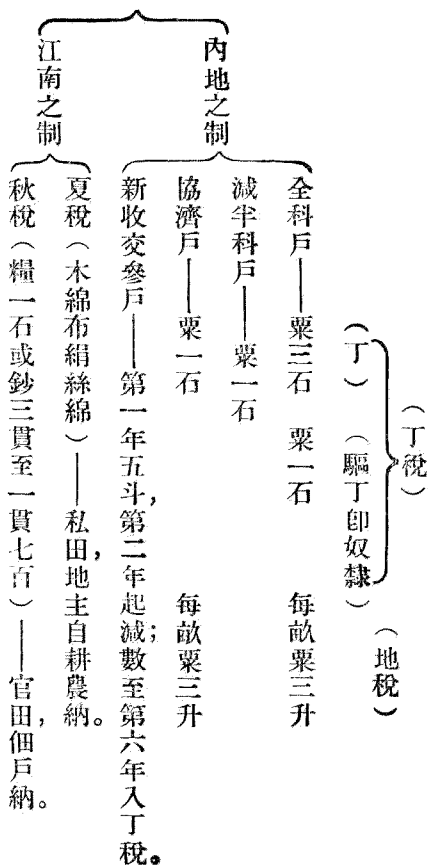 （丁稅）
（地稅）
（丁）
（驅丁卽奴隸）
內地之制
全科戶——粟三石　粟一石　每畝粟三升
減半科戶——粟一石
協濟戶——粟一石　每畝粟三升
新收交參戶——第一年五斗，第二年起減；數至第六年入丁稅。
江南之制
夏稅（木綿布絹絲綿）——私田，地主自耕農納。
秋稅（糧一石或鈔三貫至一貫七百）——官田，佃戶納。